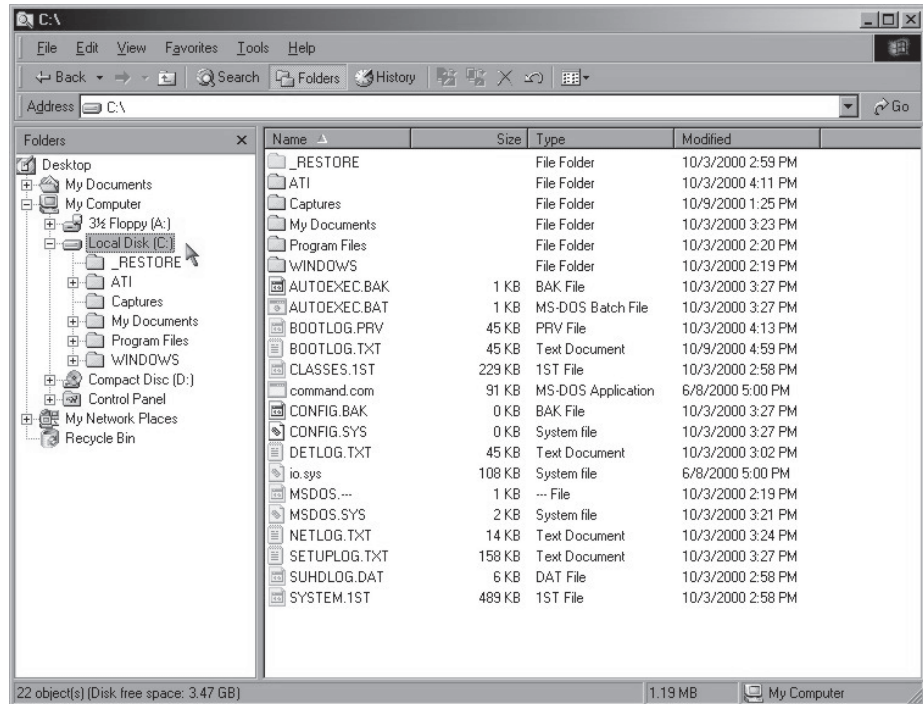 C:\
File Edit View Favorites Tools Help
Back Search Folders History
Address C:\ Go
Folders x
Desktop
My Documents
My Computer
3½ Floppy (A:)
Local Disk (C:)
_RESTORE
ATI
Captures
My Documents
Program Files
WINDOWS
Compact Disc (D:)
Control Panel
My Network Places
Recycle Bin
Name Size Type Modified
_RESTORE File Folder 10/3/2000 2:59 PM
ATI File Folder 10/3/2000 4:11 PM
Captures File Folder 10/9/2000 1:25 PM
My Documents File Folder 10/3/2000 3:23 PM
Program Files File Folder 10/3/2000 2:20 PM
WINDOWS File Folder 10/3/2000 2:19 PM
AUTOEXEC.BAK 1 KB BAK File 10/3/2000 3:27 PM
AUTOEXEC.BAT 1 KB MS-DOS Batch File 10/3/2000 3:27 PM
BOOTLOG.PRV 45 KB PRV File 10/3/2000 4:13 PM
BOOTLOG.TXT 45 KB Text Document 10/9/2000 4:59 PM
CLASSES.1ST 229 KB 1ST File 10/3/2000 2:58 PM
command.com 91 KB MS-DOS Application 6/8/2000 5:00 PM
CONFIG.BAK 0 KB BAK File 10/3/2000 3:27 PM
CONFIG.SYS 0 KB System file 10/3/2000 3:27 PM
DETLOG.TXT 45 KB Text Document 10/3/2000 3:02 PM
io.sys 108 KB System file 6/8/2000 5:00 PM
MSDOS.--- 1 KB --- File 10/3/2000 2:19 PM
MSDOS.SYS 2 KB System file 10/3/2000 3:21 PM
NETLOG.TXT 14 KB Text Document 10/3/2000 3:24 PM
SETUPLOG.TXT 158 KB Text Document 10/3/2000 3:27 PM
SUHDLOG.DAT 6 KB DAT File 10/3/2000 2:58 PM
SYSTEM.1ST 489 KB 1ST File 10/3/2000 2:58 PM
22 object(s) (Disk free space: 3.47 GB) 1.19 MB My Computer